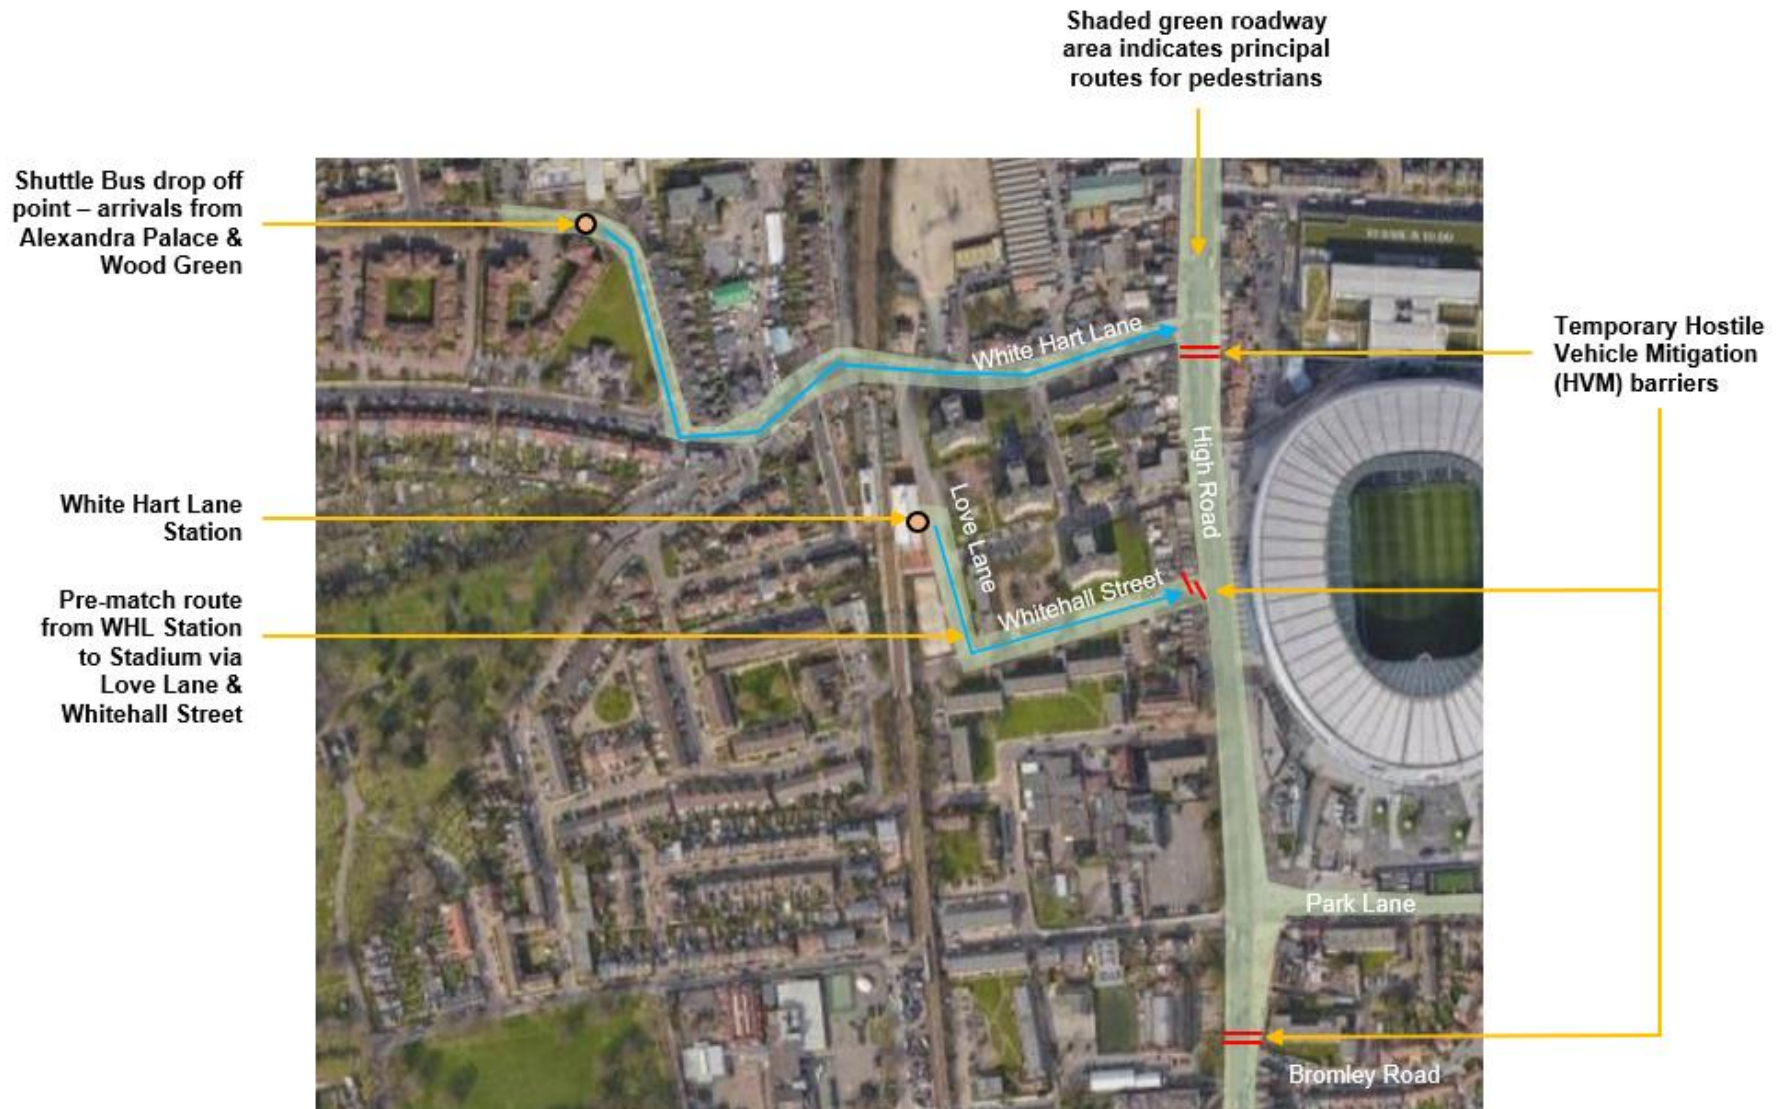 Shaded green roadway
area indicates principal
routes for pedestrians
Shuttle Bus drop off
point – arrivals from
Alexandra Palace &
Wood Green
White Hart Lane
Temporary Hostile
Vehicle Mitigation
(HVM) barriers
High Road
White Hart Lane
Station
Love Lane
Whitehall Street
Pre-match route
from WHL Station
to Stadium via
Love Lane &
Whitehall Street
Park Lane
Bromley Road